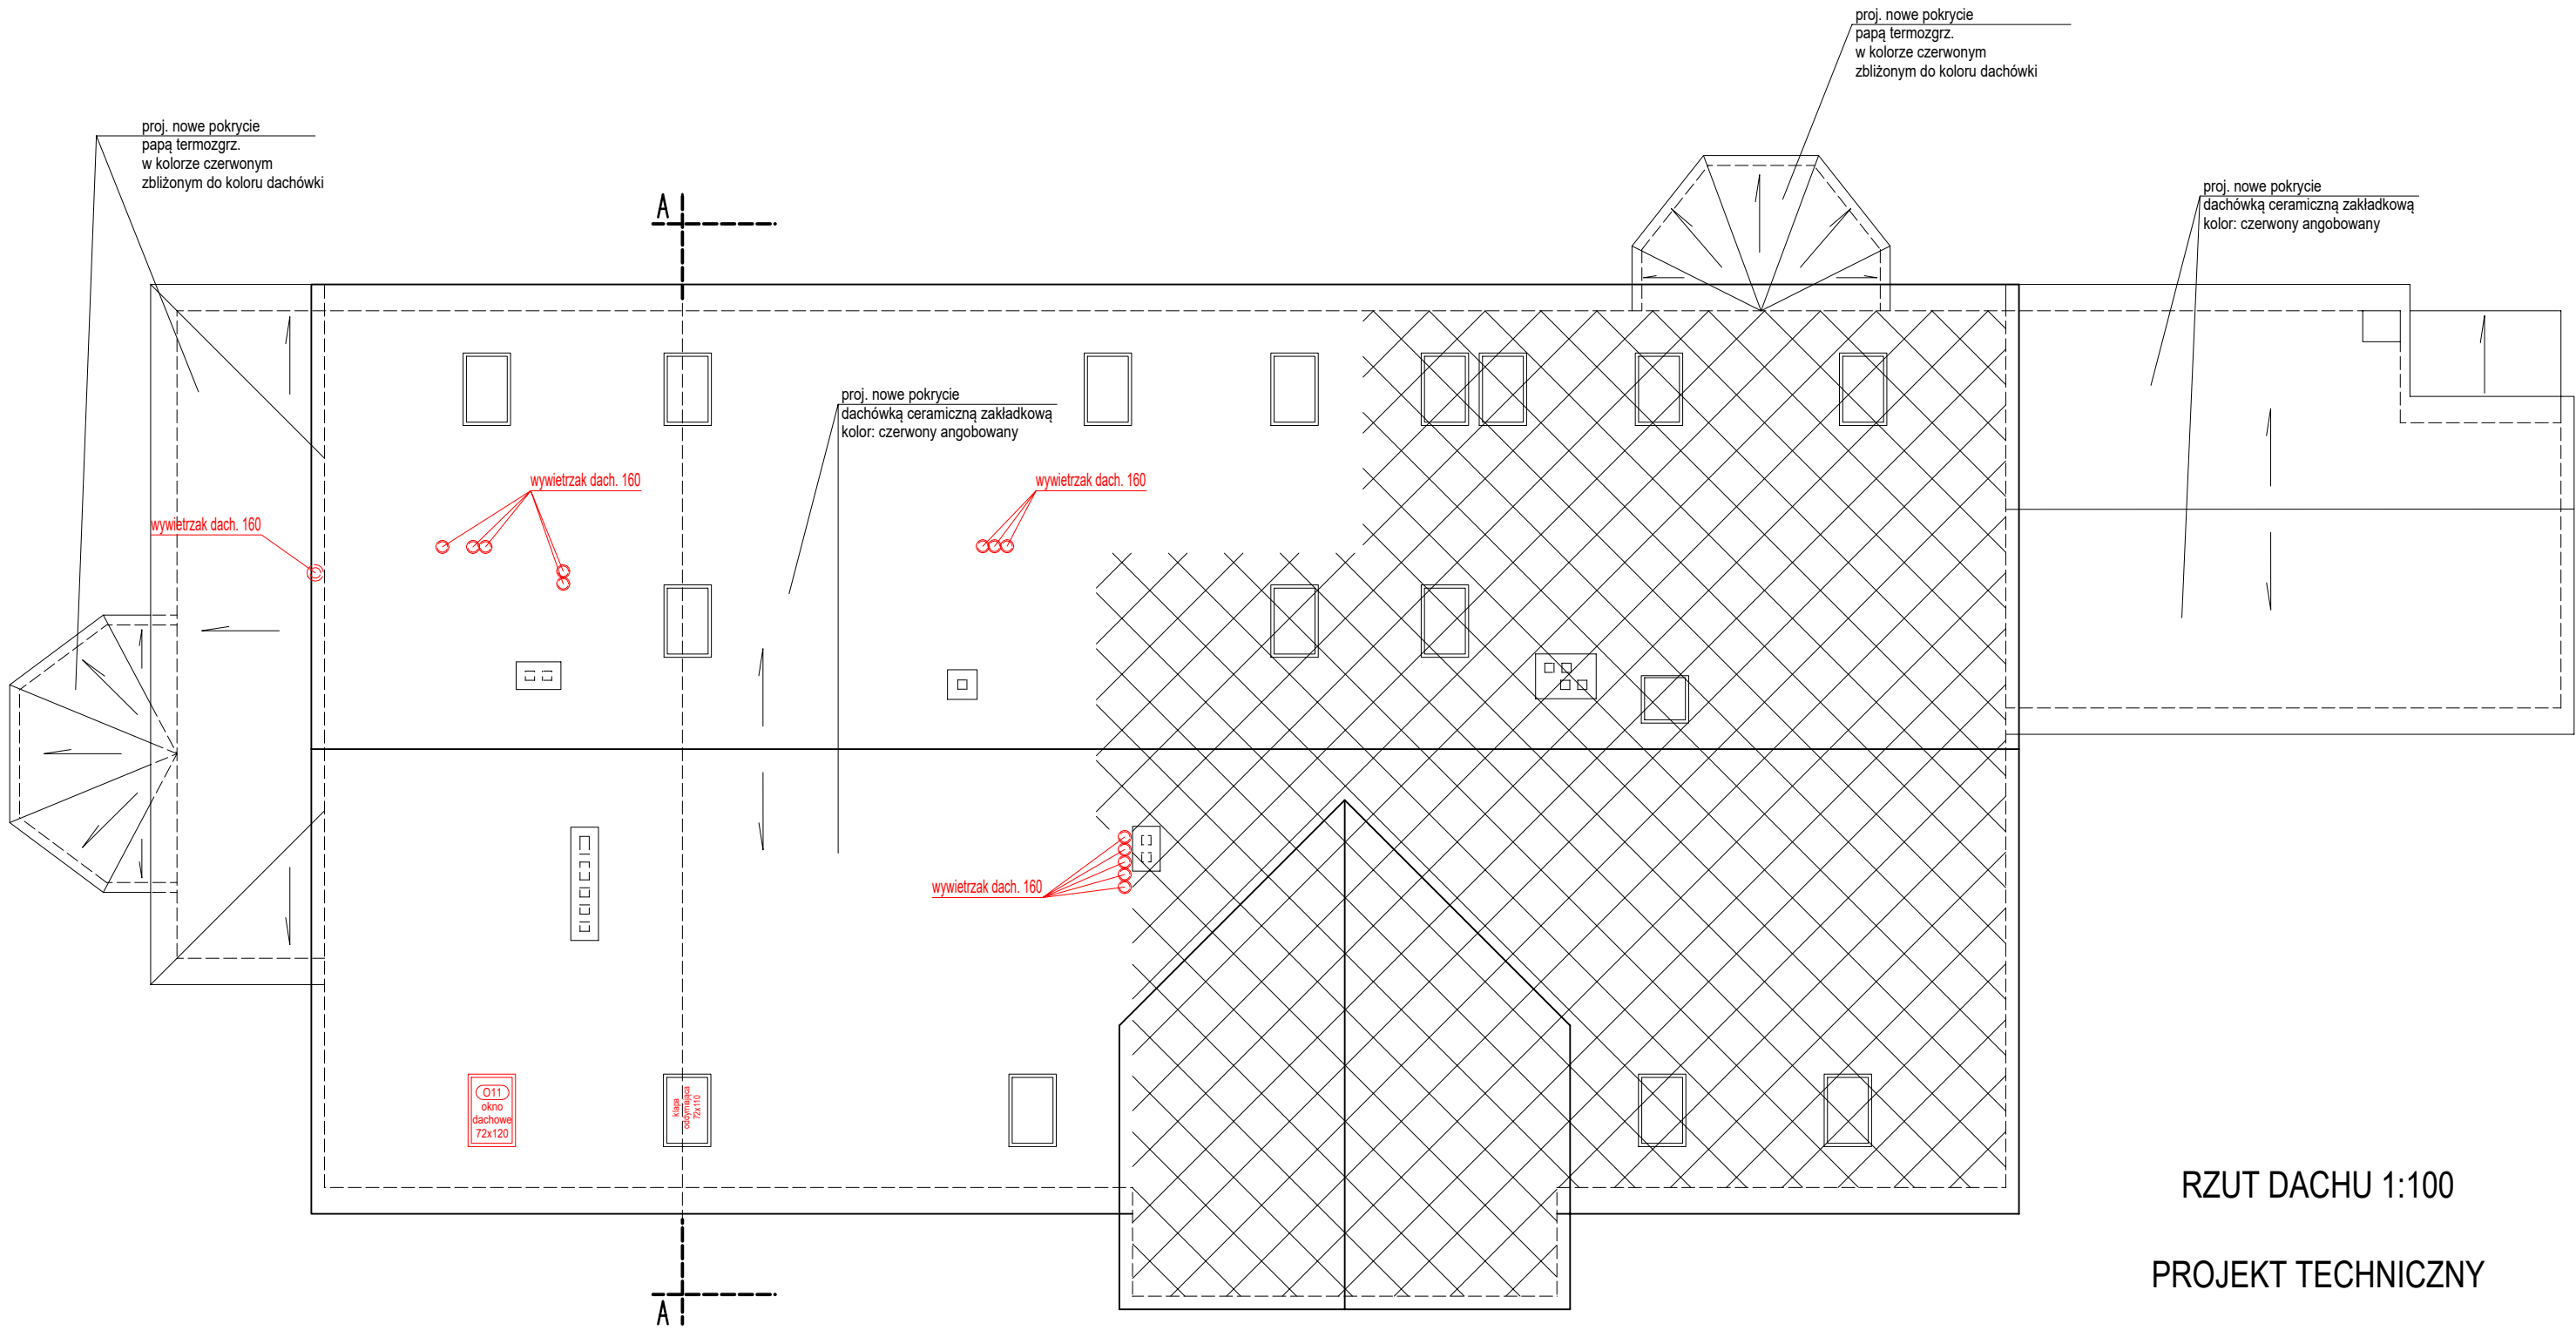 proj. nowe pokrycie
papą termozgrz.
w kolorze czerwonym
zbliżonym do koloru dachówki
proj. nowe pokrycie
papą termozgrz.
w kolorze czerwonym
zbliżonym do koloru dachówki
proj. nowe pokrycie
dachówką ceramiczną zakładkową
kolor: czerwony angobowany
A
proj. nowe pokrycie
dachówką ceramiczną zakładkową
kolor: czerwony angobowany
wywietrzak dach. 160
wywietrzak dach. 160
wywietrzak dach. 160
wywietrzak dach. 160
O11
okno
dachowe
72x120
klapa
oddymiająca
72x110
A
RZUT DACHU 1:100
PROJEKT TECHNICZNY